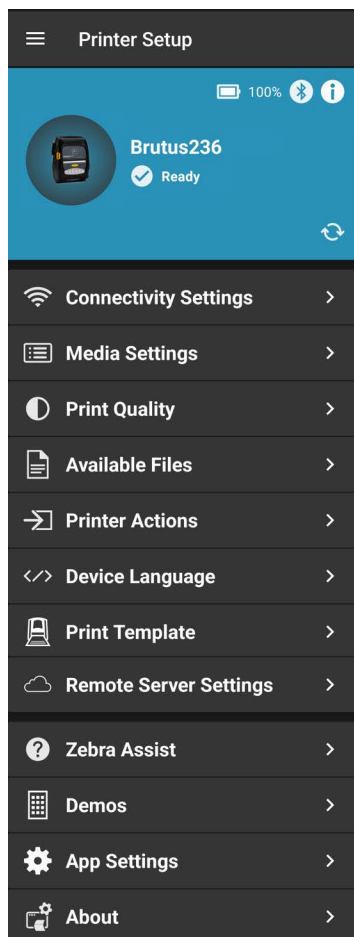 Printer Setup
100%
Brutus236
Ready
Connectivity Settings
Media Settings
Print Quality
Available Files
Printer Actions
Device Language
Print Template
Remote Server Settings
Zebra Assist
Demos
App Settings
About